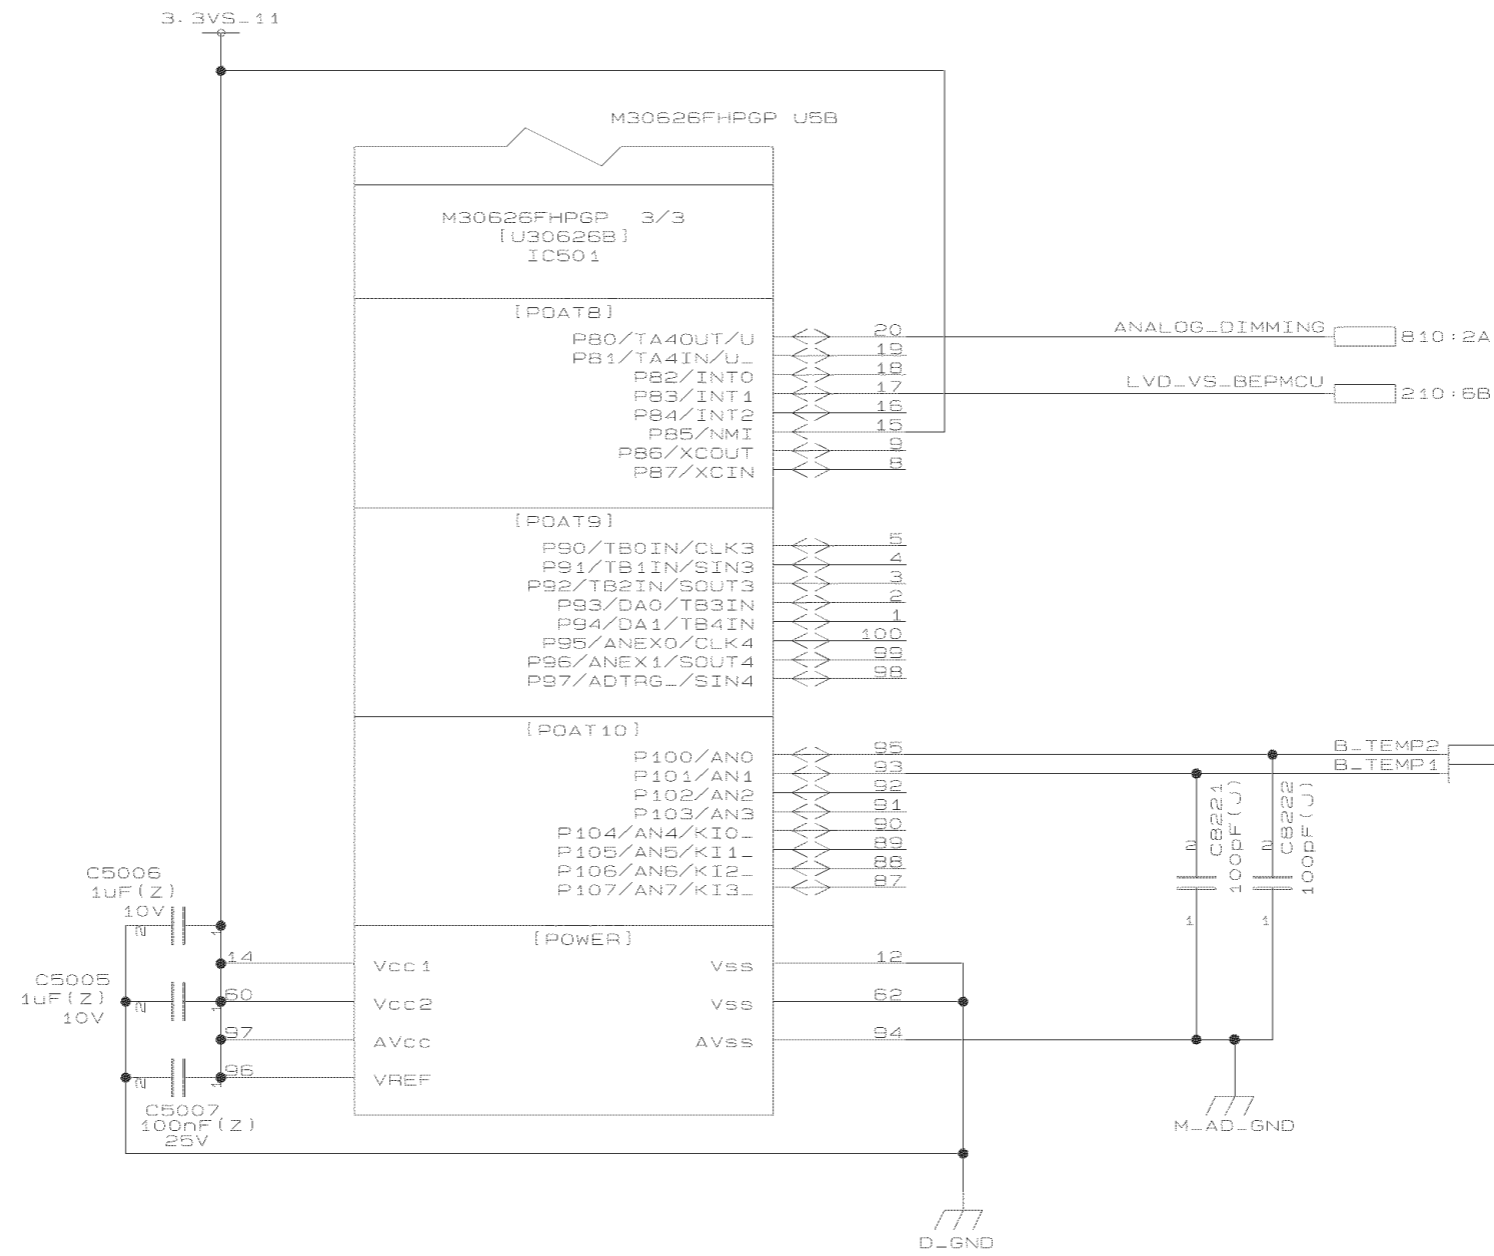 3.3VS_11
M30626FHPGP U5B
M30626FHPGP 3/3
[U30626B]
IC501
[POAT8]
P80/TA4OUT/U 20 ANALOG_DIMMING 810:2A
P81/TA4IN/U_ 19
P82/INT0 18
P83/INT1 17 LVD_VS_BEPMCU 210:6B
P84/INT2 16
P85/NMI 15
P86/XCOUT 9
P87/XCIN 8
[POAT9]
P90/TB0IN/CLK3 5
P91/TB1IN/SIN3 4
P92/TB2IN/SOUT3 3
P93/DA0/TB3IN 2
P94/DA1/TB4IN 1
P95/ANEX0/CLK4 100
P96/ANEX1/SOUT4 99
P97/ADTRG_/SIN4 98
[POAT10]
P100/AN0 95 B_TEMP2
P101/AN1 93 B_TEMP1
P102/AN2 92
P103/AN3 91
P104/AN4/KI0_ 90
P105/AN5/KI1_ 89
P106/AN6/KI2_ 88
P107/AN7/KI3_ 87
C8221
100pF(J)
2
1
C8222
100pF(J)
2
1
C5006
1uF(Z)
10V
2
1
[POWER]
14 Vcc1 Vss 12
C5005
1uF(Z)
10V
2
1
60 Vcc2 Vss 62
97 AVcc AVss 94
2
1
96 VREF
C5007
100nF(Z)
25V
M_AD_GND
D_GND